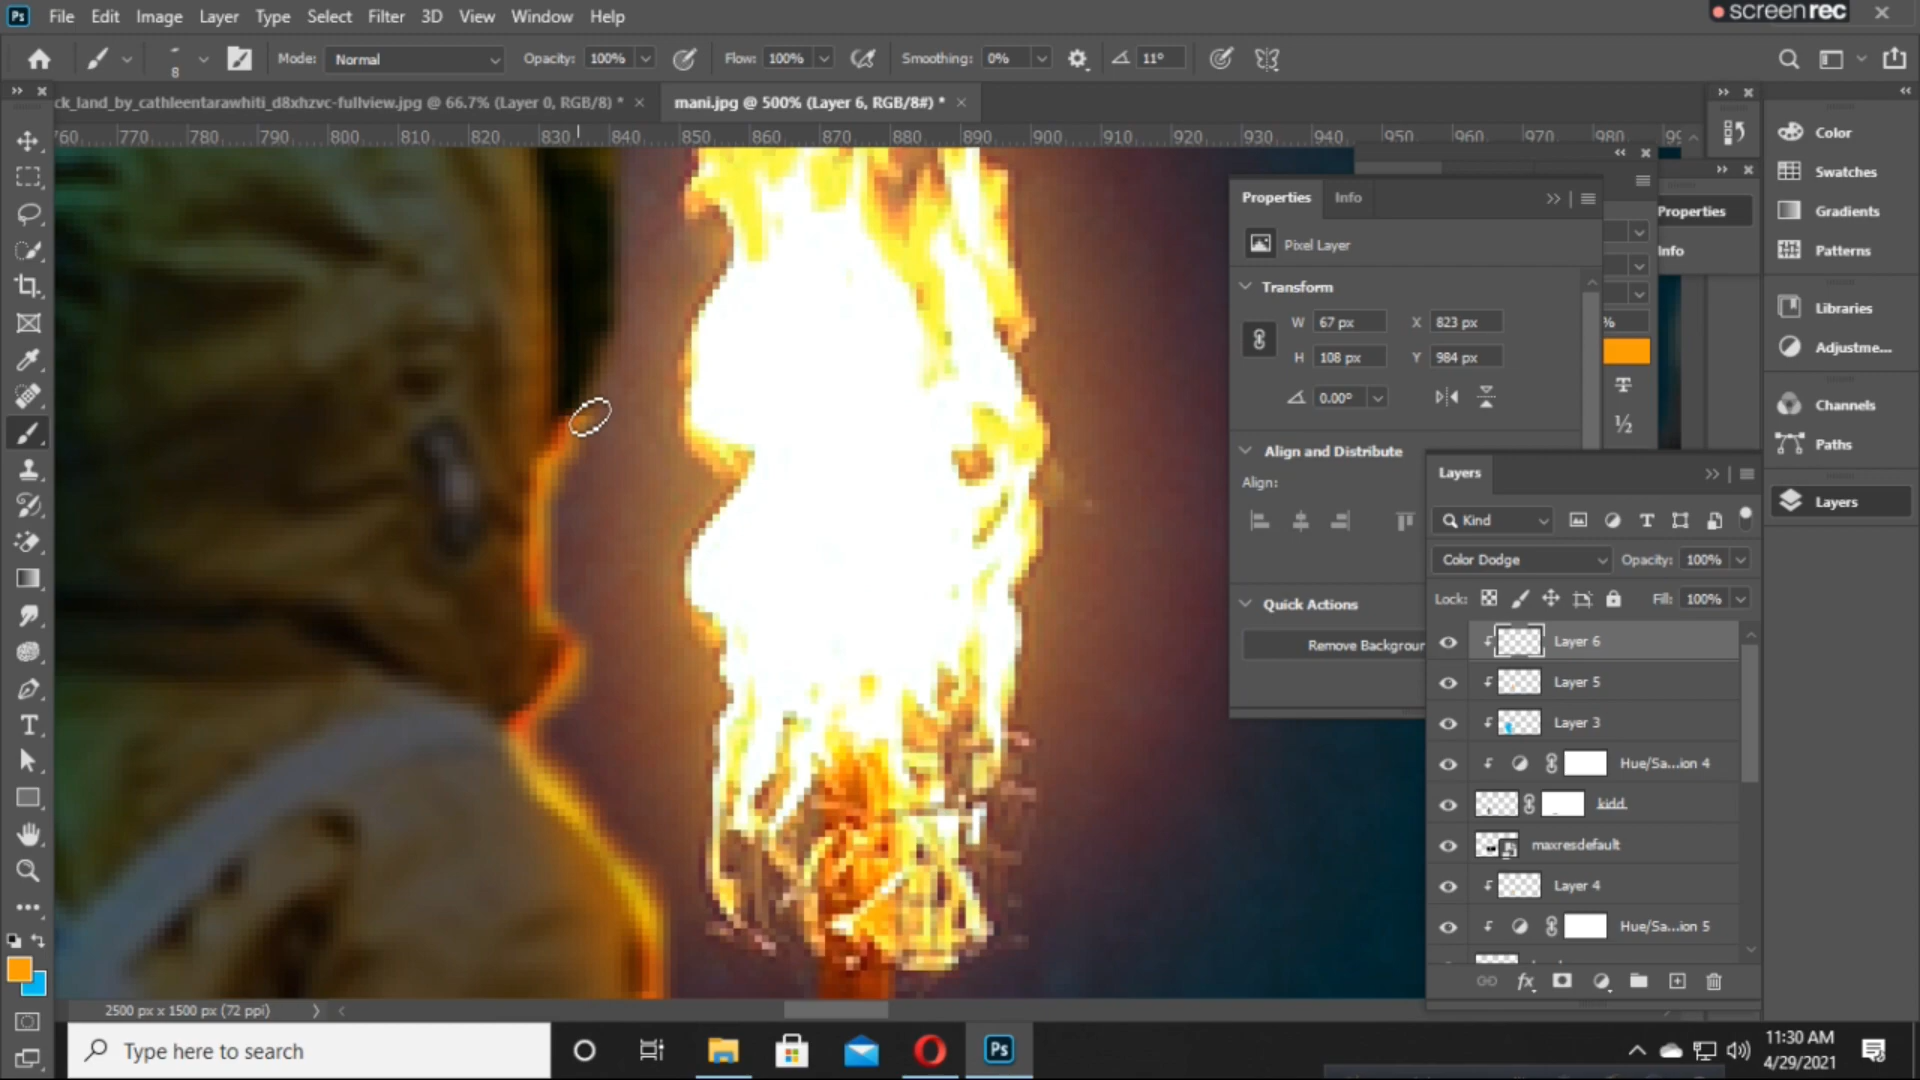 Ps File Edit Image Layer Type Select Filter 3D View Window Help
screenrec
8 Mode: Normal Opacity: 100% Flow: 100% Smoothing: 0% 11°
ck_land_by_cathleentarawhiti_d8xhzvc-fullview.jpg @ 66.7% (Layer 0, RGB/8) *
mani.jpg @ 500% (Layer 6, RGB/8#) *
760 770 780 790 800 810 820 830 840 850 860 870 880 890 900 910 920 930 940 950 960 970 980 99
Properties Info
Pixel Layer
Transform
W 67 px X 823 px
H 108 px Y 984 px
0.00°
Align and Distribute
Align:
Quick Actions
Remove Backgroun
Properties
Info
%
T
½
Layers
Kind
Color Dodge Opacity: 100%
Lock: Fill: 100%
Layer 6
Layer 5
Layer 3
Hue/Sa...ion 4
kidd.
maxresdefault
Layer 4
Hue/Sa...ion 5
fx
Color
Swatches
Gradients
Patterns
Libraries
Adjustme...
Channels
Paths
Layers
2500 px x 1500 px (72 ppi)
Type here to search
Ps
11:30 AM
4/29/2021